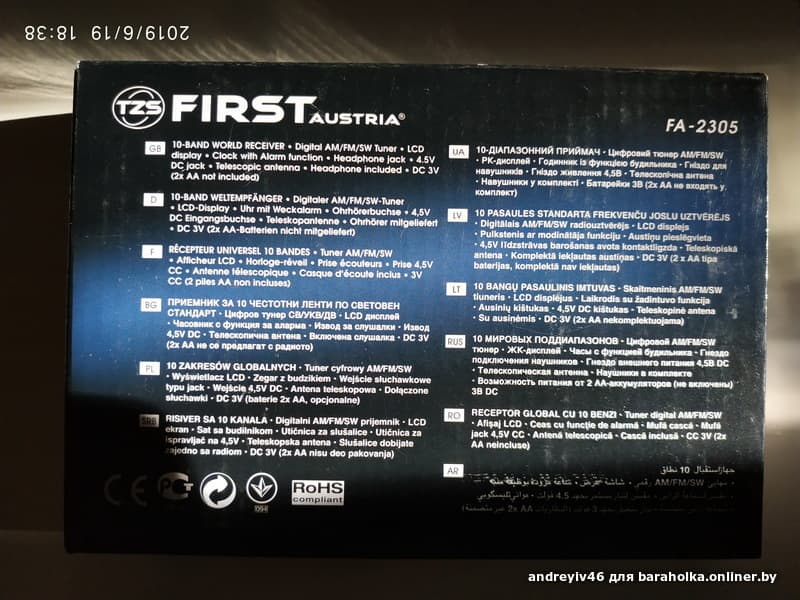 2019/6/19 18:38
TZS FIRST AUSTRIA®
FA-2305
GB 10-BAND WORLD RECEIVER • Digital AM/FM/SW Tuner • LCD
display • Clock with Alarm function • Headphone jack • 4.5V
DC jack • Telescopic antenna • Headphone included • DC 3V
(2x AA not included)
D 10-BAND WELTEMPFÄNGER • Digitaler AM/FM/SW-Tuner
• LCD-Display • Uhr mit Weckalarm • Ohrhörerbuchse • 4,5V
DC Eingangsbuchse • Teleskopantenne • Ohrhörer mitgeliefert
• DC 3V (2x AA-Batterien nicht mitgeliefert)
F RÉCEPTEUR UNIVERSEL 10 BANDES • Tuner AM/FM/SW
• Afficheur LCD • Horloge-réveil • Prise écouteurs • Prise 4,5V
CC • Antenne télescopique • Casque d'écoute inclus • 3V
CC (2 piles AA non incluses)
BG ПРИЕМНИК ЗА 10 ЧЕСТОТНИ ЛЕНТИ ПО СВЕТОВЕН
СТАНДАРТ • Цифров тунер СВ/УКВ/ДВ • LCD дисплей
• Часовник с функция за аларма • Извод за слушалки • Извод
4,5V DC • Телескопична антена • Включена слушалка • DC 3V
(2x AA не се предлагат с радиото)
PL 10 ZAKRESÓW GLOBALNYCH • Tuner cyfrowy AM/FM/SW
• Wyświetlacz LCD • Zegar z budzikiem • Wejście słuchawkowe
typu jack • Wejście 4,5V DC • Antena teleskopowa • Dołączone
słuchawki • DC 3V (baterie 2x AA, opcjonalne)
SRB RISIVER SA 10 KANALA • Digitalni AM/FM/SW prijemnik • LCD
ekran • Sat sa budilnikom • Utičnica za slušalice • Utičnica za
ispravljač na 4,5V • Teleskopska antena • Slušalice dobijate
zajedno sa radiom • DC 3V (2x AA nisu deo pakovanja)
CE PCT RoHS
compliant
UA 10-ДІАПАЗОННИЙ ПРИЙМАЧ • Цифровий тюнер AM/FM/SW
• РК-дисплей • Годинник із функцією будильника • Гніздо для
навушників • Гніздо живлення 4,5В • Телескопічна антена
• Навушники у комплекті • Батарейки 3В (2x AA не входять у
комплект)
LV 10 PASAULES STANDARTA FREKVENČU JOSLU UZTVĒRĒJS
• Digitālais AM/FM/SW radiouztvērējs • LCD displejs
• Pulkstenis ar modinātāja funkciju • Austiņu pieslēgvieta
• 4,5V līdzstrāvas barošanas avota kontaktligzda • Teleskopiskā
antena • Komplektā iekļautas austiņas • DC 3V (2 x AA tipa
baterijas, komplektā nav iekļautas)
LT 10 BANGŲ PASAULINIS IMTUVAS • Skaitmeninis AM/FM/SW
tiuneris • LCD displėjus • Laikrodis su žadintuvo funkcija
• Ausinių kištukas • 4,5V DC kištukas • Teleskopinė antena
• Su ausinėmis • DC 3V (2x AA nekomplektuojama)
RUS 10 МИРОВЫХ ПОДДИАПАЗОНОВ • Цифровой AM/FM/SW
тюнер • ЖК-дисплей • Часы с функцией будильника • Гнездо
подключения наушников • Гнездо внешнего питания 4,5В DC
• Телескопическая антенна • Наушники в комплекте
• Возможность питания от 2 AA-аккумуляторов (не включены)
3В DC
RO RECEPTOR GLOBAL CU 10 BENZI • Tuner digital AM/FM/SW
• Afişaj LCD • Ceas cu funcţie de alarmă • Mufă cască • Mufă
jack 4,5V CC • Antenă telescopică • Cască inclusă • CC 3V (2x
AA neincluse)
AR جهاز استقبال 10 نطاق
AM/FM/SW رقمي • شاشة عرض
andreyiv46 для baraholka.onliner.by